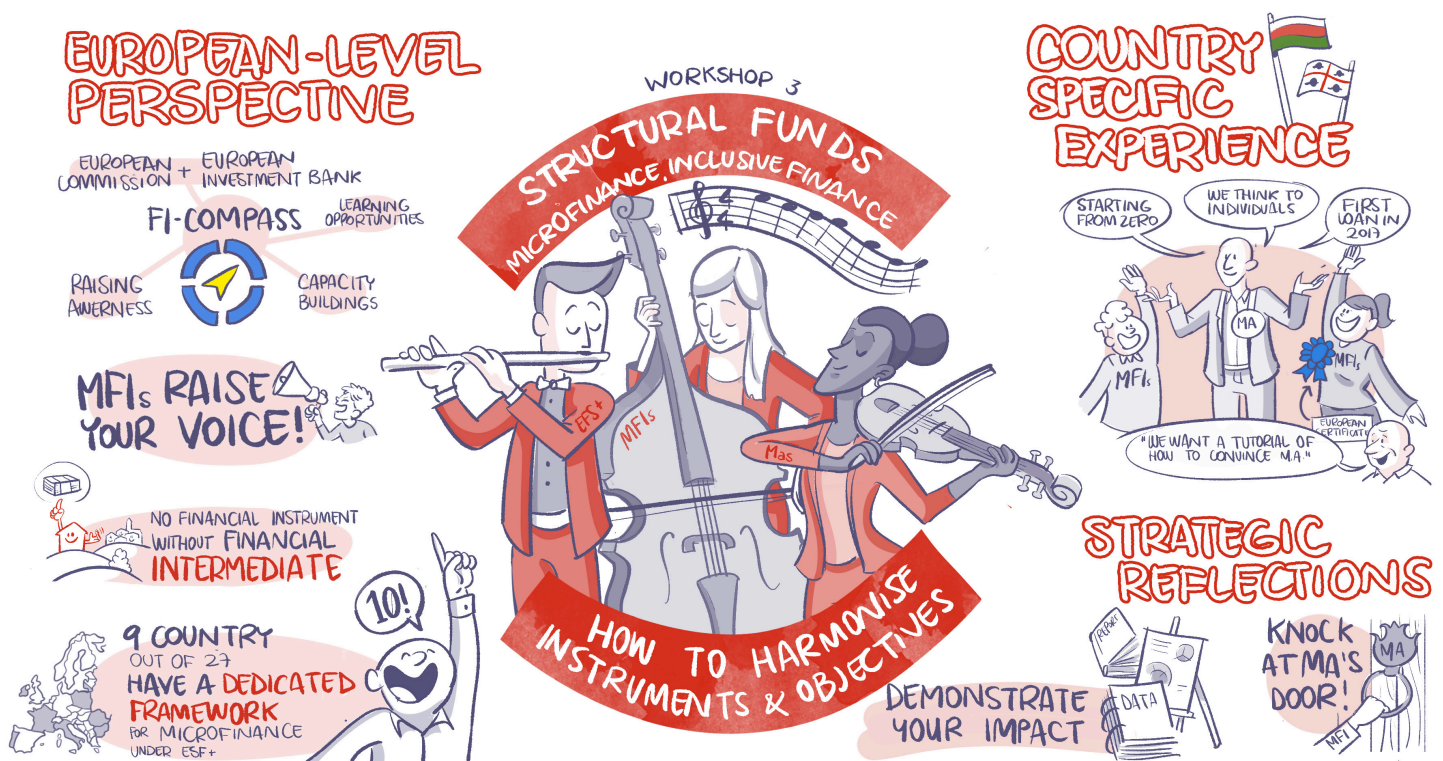 EUROPEAN-LEVEL
PERSPECTIVE
EUROPEAN
COMMISSION
+
EUROPEAN
INVESTMENT BANK
FI-COMPASS
LEARNING
OPPORTUNITIES
RAISING
AWERNESS
CAPACITY
BUILDINGS
MFIs RAISE
YOUR VOICE!
NO FINANCIAL INSTRUMENT
WITHOUT FINANCIAL
INTERMEDIATE
10!
9 COUNTRY
OUT OF 27
HAVE A DEDICATED
FRAMEWORK
FOR MICROFINANCE
UNDER ESF+
WORKSHOP 3
STRUCTURAL FUNDS
MICROFINANCE, INCLUSIVE FINANCE
4
4
EFS+
MFIs
Mas
HOW TO HARMONISE
INSTRUMENTS & OBJECTIVES
COUNTRY
SPECIFIC
EXPERIENCE
STARTING
FROM ZERO
WE THINK TO
INDIVIDUALS
FIRST
LOAN IN
2017
MA
MFIs
MFIs
EUROPEAN
CERTIFICATE
"WE WANT A TUTORIAL OF
HOW TO CONVINCE M.A."
STRATEGIC
REFLECTIONS
DEMONSTRATE
YOUR IMPACT
REPORT
DATA
KNOCK
AT MA'S
DOOR!
MA
MFI